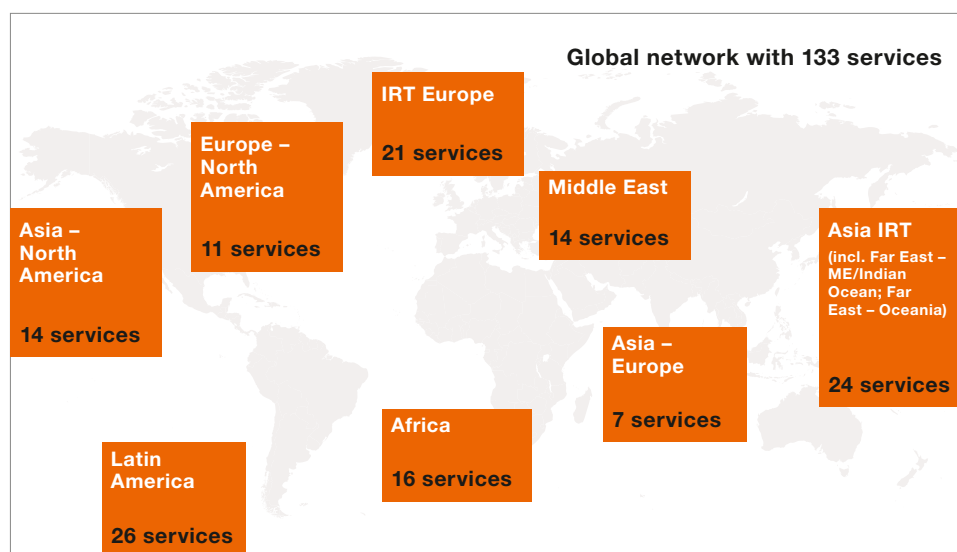 Global network with 133 services
IRT Europe
21 services
Europe –
North
America
11 services
Middle East
14 services
Asia –
North
America
14 services
Asia IRT
(incl. Far East –
ME/Indian
Ocean; Far
East – Oceania)
24 services
Asia –
Europe
7 services
Africa
16 services
Latin
America
26 services